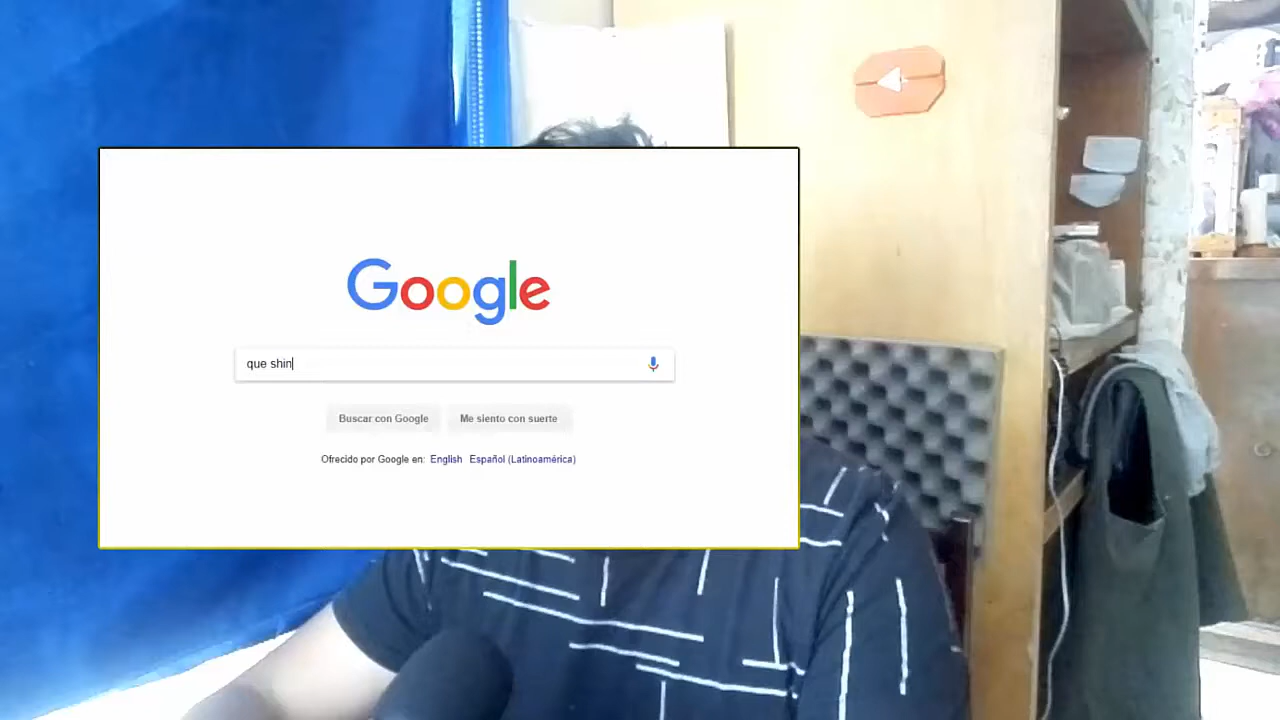 Google
que shin
Buscar con Google Me siento con suerte
Ofrecido por Google en: English Español (Latinoamérica)